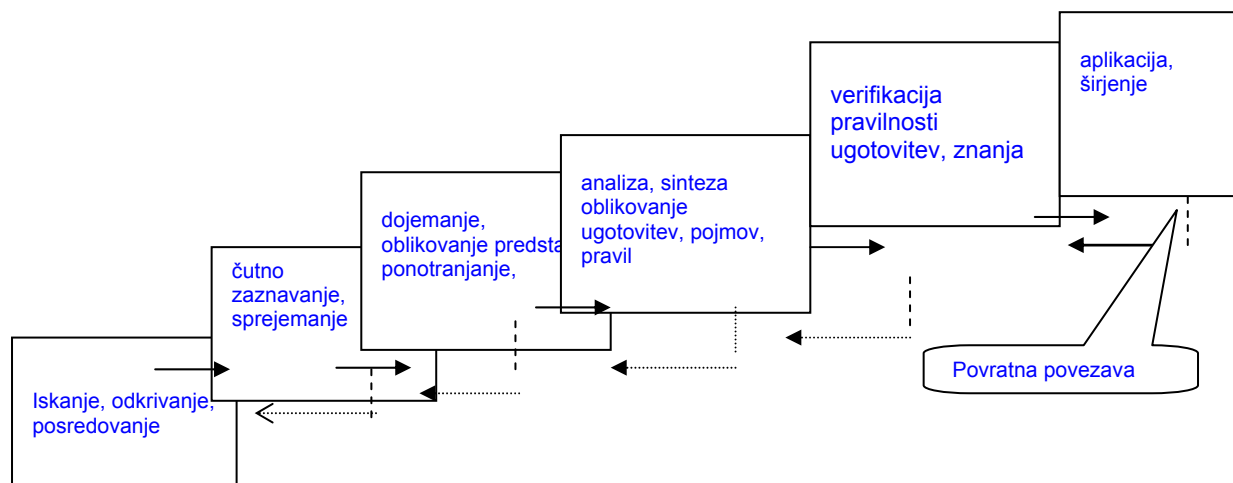 Iskanje, odkrivanje,
posredovanje
čutno
zaznavanje,
sprejemanje
dojemanje,
oblikovanje predsta
ponotranjanje,
analiza, sinteza
oblikovanje
ugotovitev, pojmov,
pravil
verifikacija
pravilnosti
ugotovitev, znanja
aplikacija,
širjenje
Povratna povezava